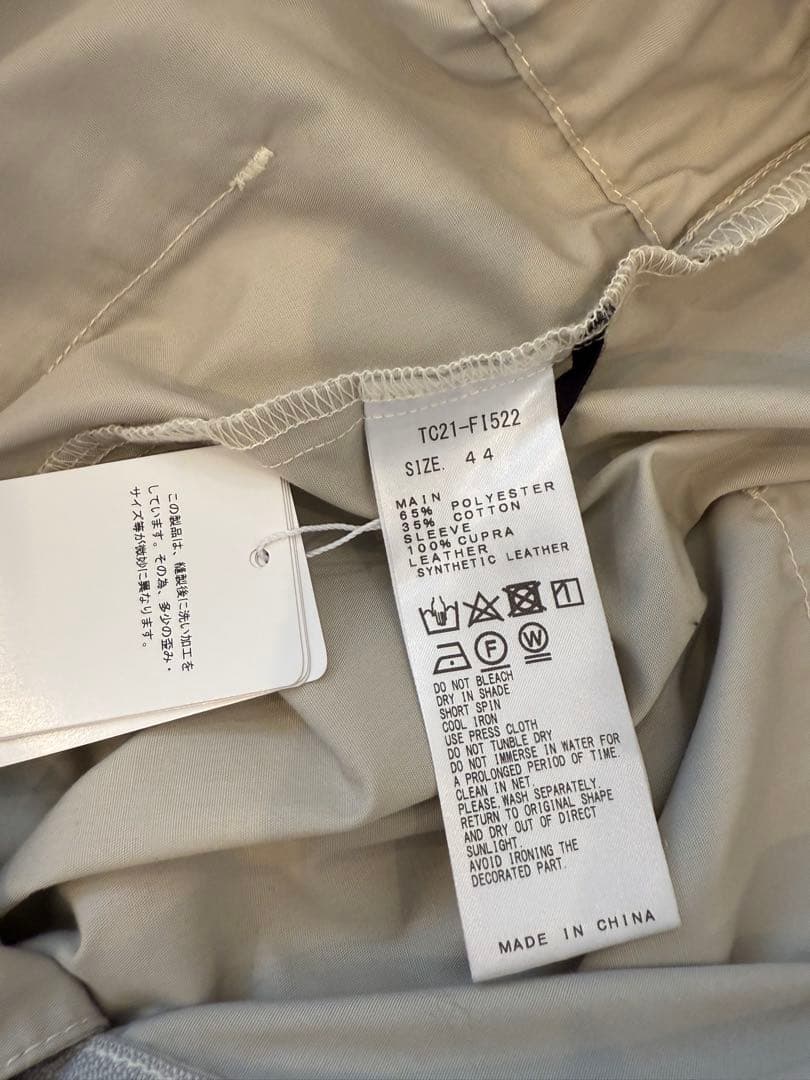 この製品は、縫製後に洗い加工を
しています。その為、多少の歪み・
サイズ等が微妙に異なります。
TC21-FI522
SIZE. 44
MAIN
65% POLYESTER
35% COTTON
SLEEVE
100% CUPRA
LEATHER
SYNTHETIC LEATHER
F W
DO NOT BLEACH
DRY IN SHADE
SHORT SPIN
COOL IRON
USE PRESS CLOTH
DO NOT TUNBLE DRY
DO NOT IMMERSE IN WATER FOR
A PROLONGED PERIOD OF TIME.
CLEAN IN NET.
PLEASE WASH SEPARATELY.
RETURN TO ORIGINAL SHAPE
AND DRY OUT OF DIRECT
SUNLIGHT.
AVOID IRONING THE
DECORATED PART.
MADE IN CHINA